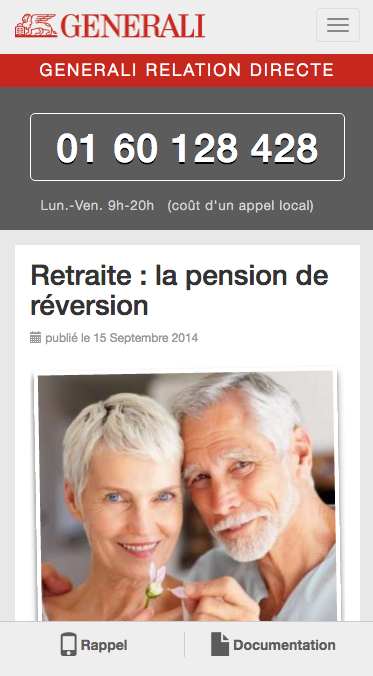 GENERALI
GENERALI RELATION DIRECTE
01 60 128 428
Lun.-Ven. 9h-20h (coût d'un appel local)
Retraite : la pension de
réversion
publié le 15 Septembre 2014
Rappel
Documentation